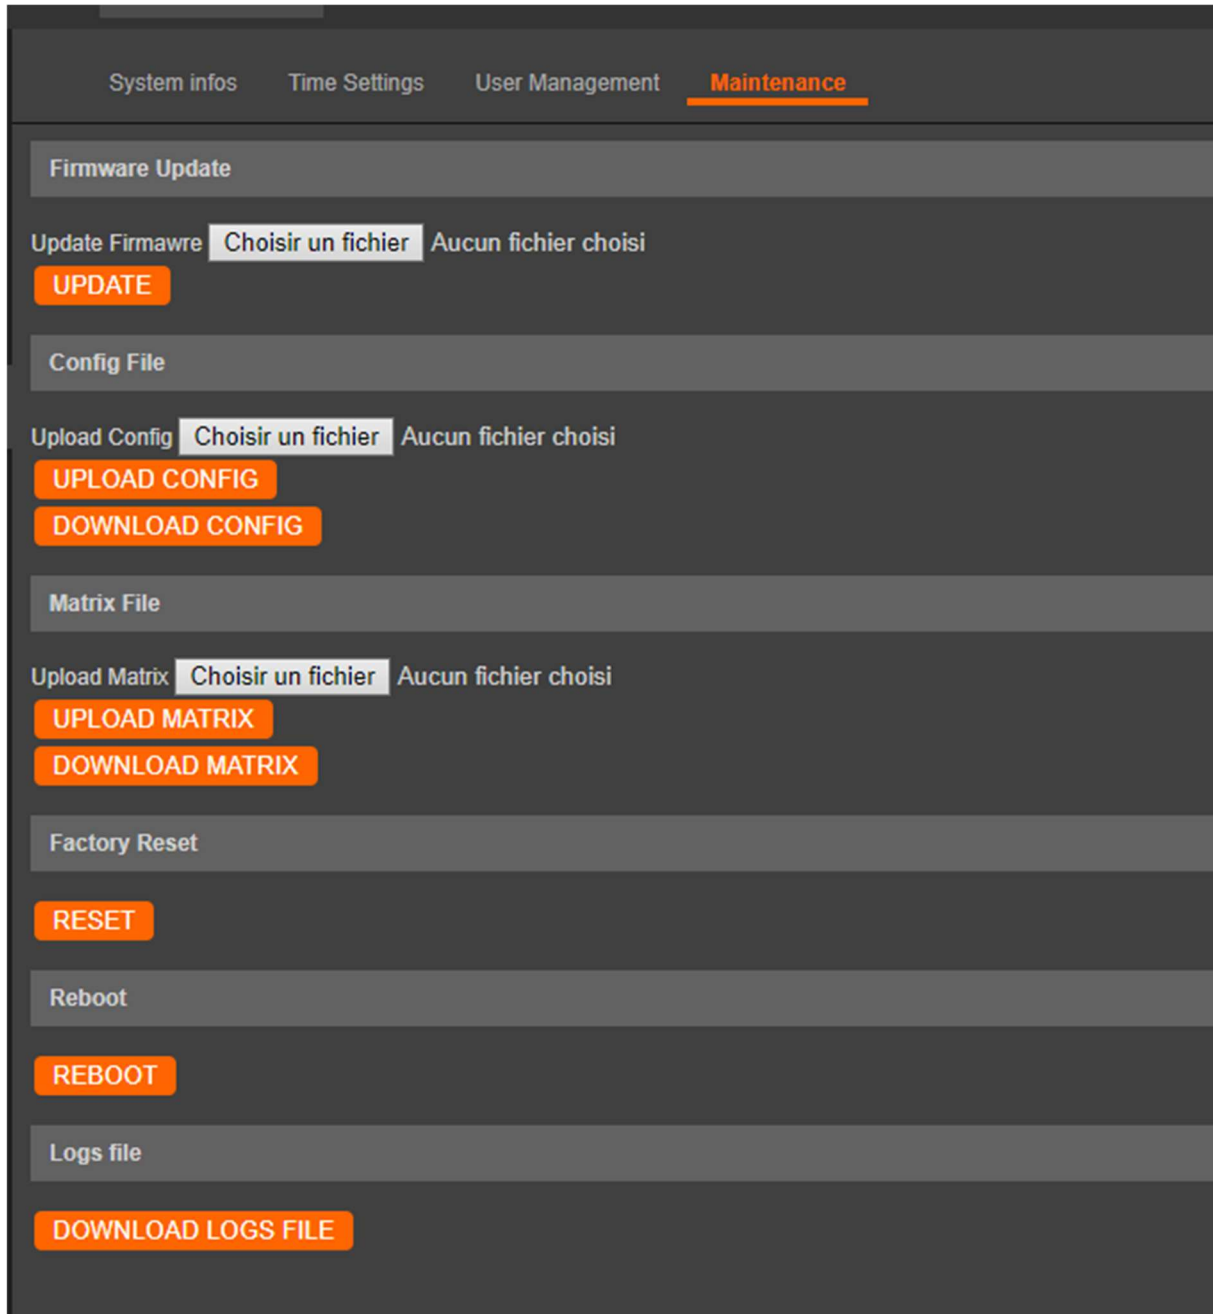 System infos Time Settings User Management Maintenance
Firmware Update
Update Firmawre Choisir un fichier Aucun fichier choisi
UPDATE
Config File
Upload Config Choisir un fichier Aucun fichier choisi
UPLOAD CONFIG
DOWNLOAD CONFIG
Matrix File
Upload Matrix Choisir un fichier Aucun fichier choisi
UPLOAD MATRIX
DOWNLOAD MATRIX
Factory Reset
RESET
Reboot
REBOOT
Logs file
DOWNLOAD LOGS FILE